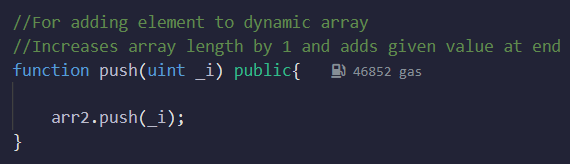 //For adding element to dynamic array
//Increases array length by 1 and adds given value at end
function push(uint _i) public{ 46852 gas
arr2.push(_i);
}